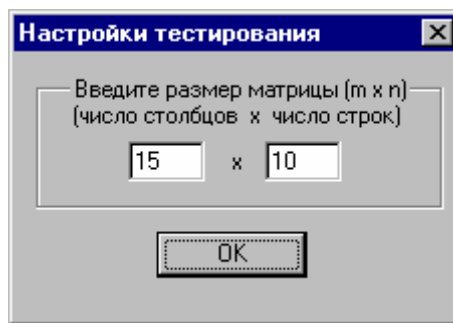 Настройки тестирования
Введите размер матрицы (m x n)
(число столбцов x число строк)
15 x 10
OK